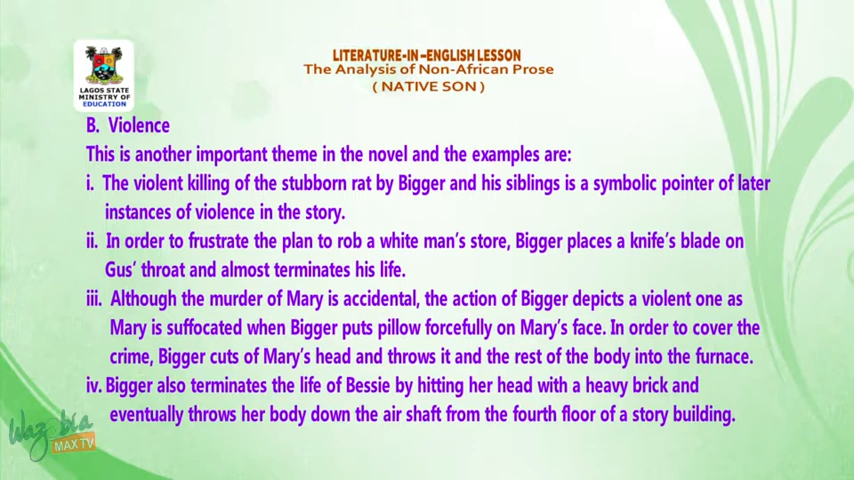 LITERATURE-IN-ENGLISH LESSON
The Analysis of Non-African Prose
( NATIVE SON )
LAGOS STATE
MINISTRY OF
EDUCATION
B. Violence
This is another important theme in the novel and the examples are:
i. The violent killing of the stubborn rat by Bigger and his siblings is a symbolic pointer of later
instances of violence in the story.
ii. In order to frustrate the plan to rob a white man's store, Bigger places a knife's blade on
Gus' throat and almost terminates his life.
iii. Although the murder of Mary is accidental, the action of Bigger depicts a violent one as
Mary is suffocated when Bigger puts pillow forcefully on Mary's face. In order to cover the
crime, Bigger cuts of Mary's head and throws it and the rest of the body into the furnace.
iv. Bigger also terminates the life of Bessie by hitting her head with a heavy brick and
eventually throws her body down the air shaft from the fourth floor of a story building.
Wazobia
MAX TV